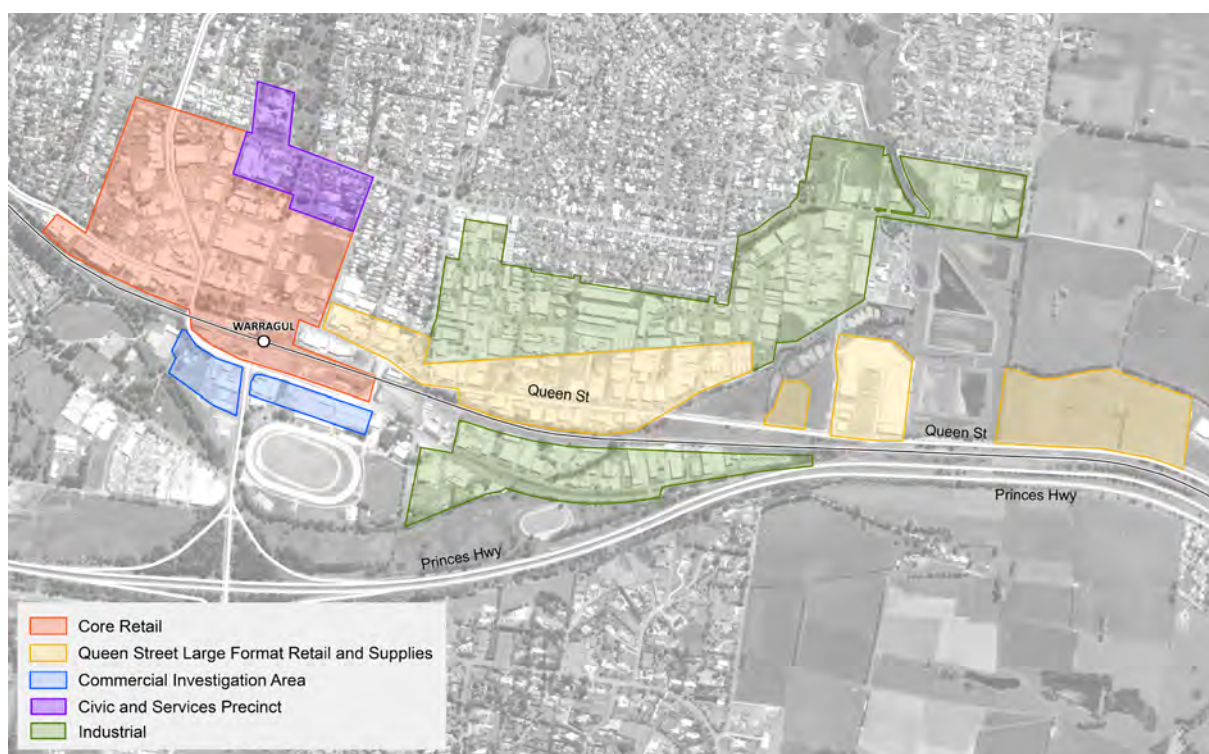 WARRAGUL
Queen St
Queen St
Princes Hwy
Princes Hwy
Core Retail
Queen Street Large Format Retail and Supplies
Commercial Investigation Area
Civic and Services Precinct
Industrial